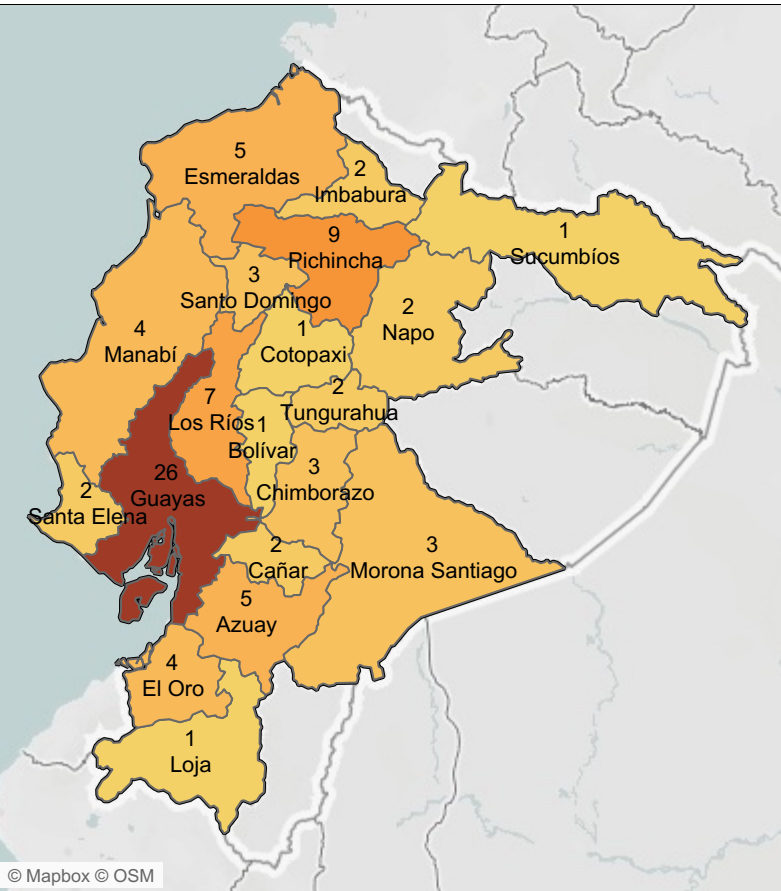 5
Esmeraldas
2
Imbabura
9
Pichincha
1
Sucumbíos
3
Santo Domingo
2
Napo
4
Manabí
1
Cotopaxi
7
Los Ríos
2
Tungurahua
1
Bolívar
3
Chimborazo
26
Guayas
2
Santa Elena
2
Cañar
3
Morona Santiago
5
Azuay
4
El Oro
1
Loja
© Mapbox © OSM